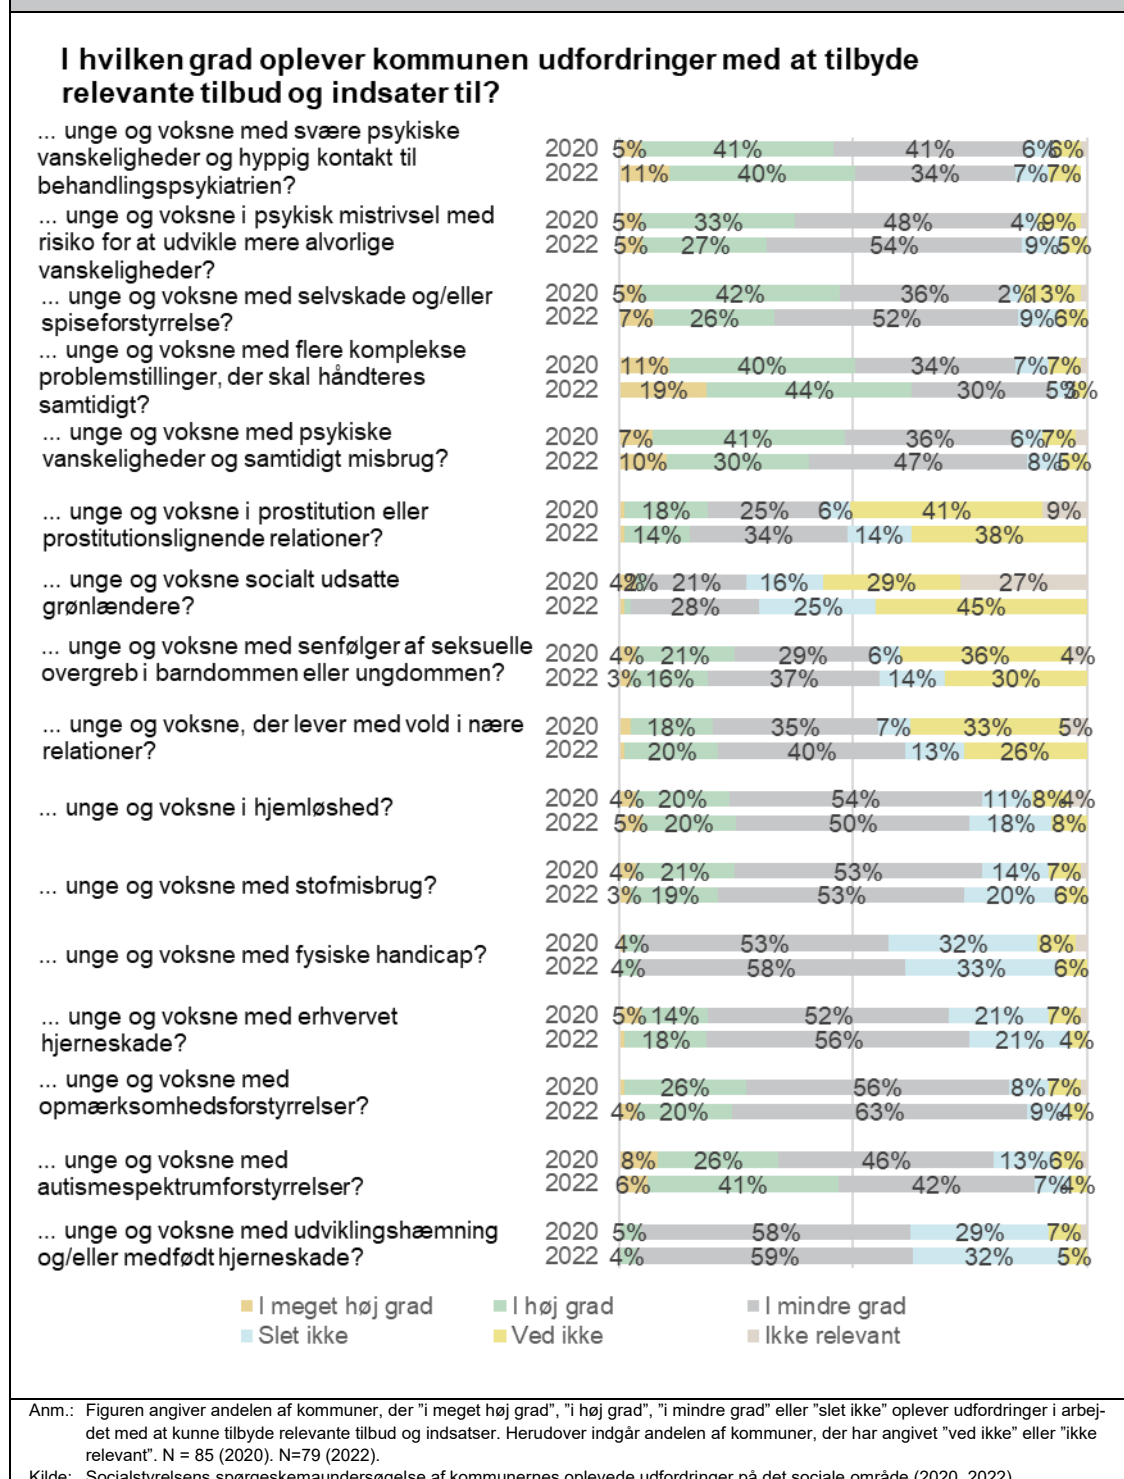 I hvilken grad oplever kommunen udfordringer med at tilbyde
relevante tilbud og indsater til?
... unge og voksne med svære psykiske
vanskeligheder og hyppig kontakt til
behandlingspsykiatrien?
2020 5% 41% 41% 6% 6%
2022 11% 40% 34% 7% 7%
... unge og voksne i psykisk mistrivsel med
risiko for at udvikle mere alvorlige
vanskeligheder?
2020 5% 33% 48% 4% 9%
2022 5% 27% 54% 9% 5%
... unge og voksne med selvskade og/eller
spiseforstyrrelse?
2020 5% 42% 36% 2% 13%
2022 7% 26% 52% 9% 6%
... unge og voksne med flere komplekse
problemstillinger, der skal håndteres
samtidigt?
2020 11% 40% 34% 7% 7%
2022 19% 44% 30% 5% 3%
... unge og voksne med psykiske
vanskeligheder og samtidigt misbrug?
2020 7% 41% 36% 6% 7%
2022 10% 30% 47% 8% 5%
... unge og voksne i prostitution eller
prostitutionslignende relationer?
2020 18% 25% 6% 41% 9%
2022 14% 34% 14% 38%
... unge og voksne socialt udsatte
grønlændere?
2020 4% 2% 21% 16% 29% 27%
2022 28% 25% 45%
... unge og voksne med senfølger af seksuelle
overgreb i barndommen eller ungdommen?
2020 4% 21% 29% 6% 36% 4%
2022 3% 16% 37% 14% 30%
... unge og voksne, der lever med vold i nære
relationer?
2020 18% 35% 7% 33% 5%
2022 20% 40% 13% 26%
... unge og voksne i hjemløshed?
2020 4% 20% 54% 11% 8% 4%
2022 5% 20% 50% 18% 8%
... unge og voksne med stofmisbrug?
2020 4% 21% 53% 14% 7%
2022 3% 19% 53% 20% 6%
... unge og voksne med fysiske handicap?
2020 4% 53% 32% 8%
2022 4% 58% 33% 6%
... unge og voksne med erhvervet
hjerneskade?
2020 5% 14% 52% 21% 7%
2022 18% 56% 21% 4%
... unge og voksne med
opmærksomhedsforstyrrelser?
2020 26% 56% 8% 7%
2022 4% 20% 63% 9% 4%
... unge og voksne med
autismespektrumforstyrrelser?
2020 8% 26% 46% 13% 6%
2022 6% 41% 42% 7% 4%
... unge og voksne med udviklingshæmning
og/eller medfødt hjerneskade?
2020 5% 58% 29% 7%
2022 4% 59% 32% 5%
I meget høj grad I høj grad I mindre grad
Slet ikke Ved ikke Ikke relevant
Anm.: Figuren angiver andelen af kommuner, der ”i meget høj grad”, ”i høj grad”, ”i mindre grad” eller ”slet ikke” oplever udfordringer i arbej-
det med at kunne tilbyde relevante tilbud og indsatser. Herudover indgår andelen af kommuner, der har angivet ”ved ikke” eller ”ikke
relevant”. N = 85 (2020). N=79 (2022).
Kilde: Socialstyrelsens spørgeskemaundersøgelse af kommunernes oplevede udfordringer på det sociale område (2020, 2022)